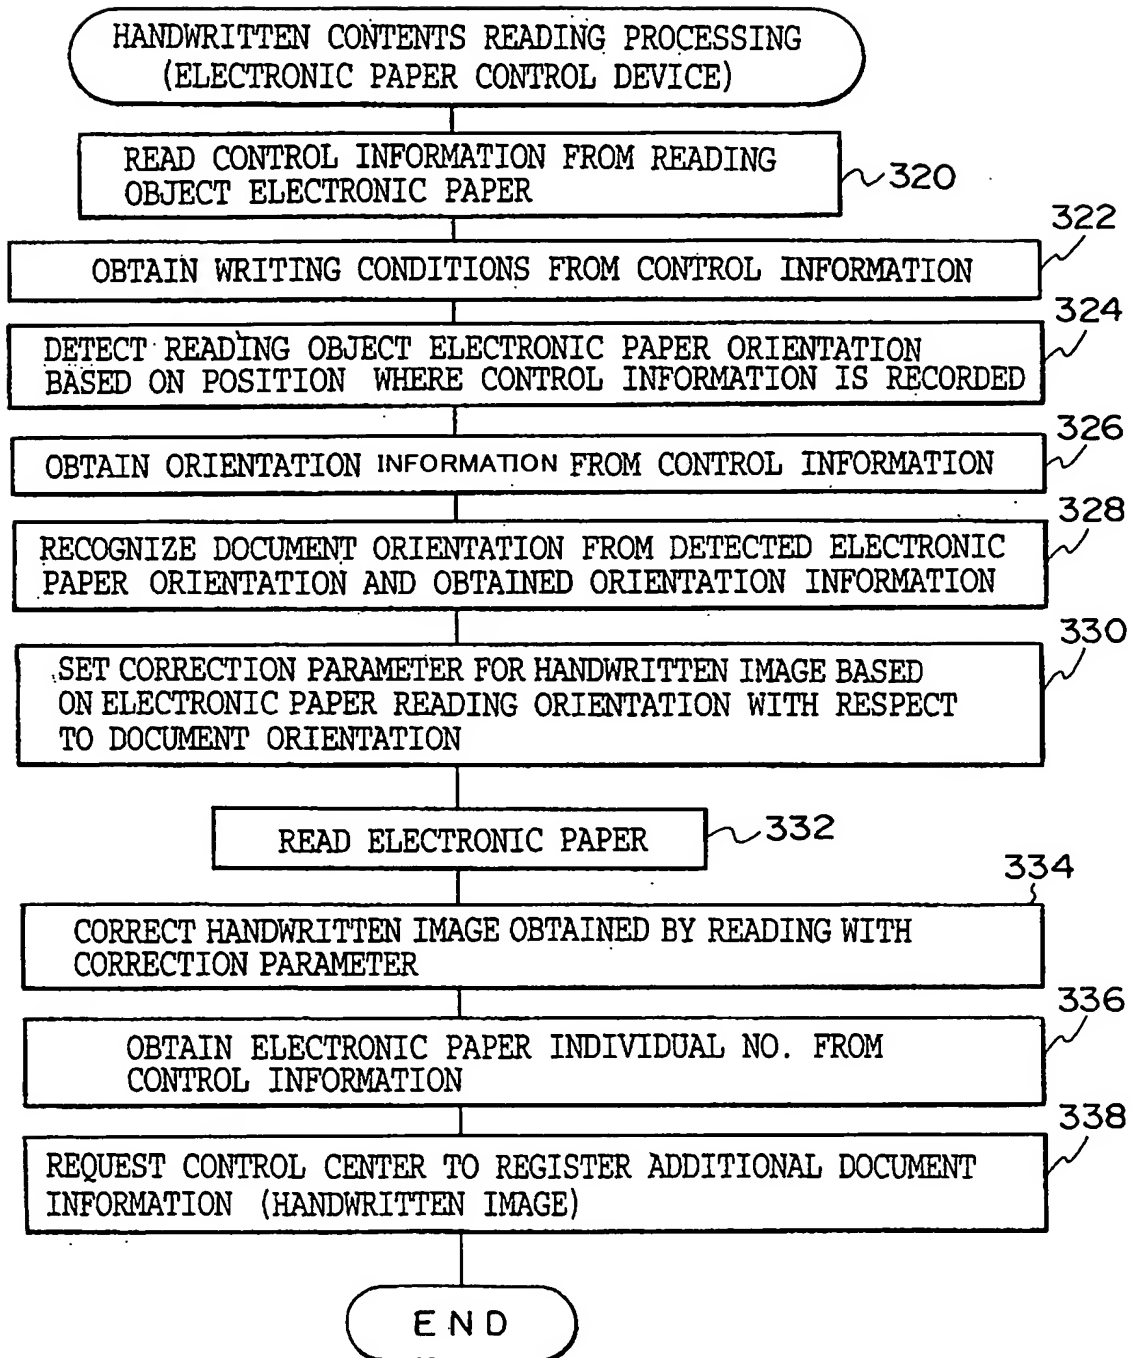 HANDWRITTEN CONTENTS READING PROCESSING
(ELECTRONIC PAPER CONTROL DEVICE)
READ CONTROL INFORMATION FROM READING
OBJECT ELECTRONIC PAPER
320
322
OBTAIN WRITING CONDITIONS FROM CONTROL INFORMATION
324
DETECT READING OBJECT ELECTRONIC PAPER ORIENTATION
BASED ON POSITION WHERE CONTROL INFORMATION IS RECORDED
326
OBTAIN ORIENTATION INFORMATION FROM CONTROL INFORMATION
328
RECOGNIZE DOCUMENT ORIENTATION FROM DETECTED ELECTRONIC
PAPER ORIENTATION AND OBTAINED ORIENTATION INFORMATION
330
SET CORRECTION PARAMETER FOR HANDWRITTEN IMAGE BASED
ON ELECTRONIC PAPER READING ORIENTATION WITH RESPECT
TO DOCUMENT ORIENTATION
READ ELECTRONIC PAPER
332
334
CORRECT HANDWRITTEN IMAGE OBTAINED BY READING WITH
CORRECTION PARAMETER
336
OBTAIN ELECTRONIC PAPER INDIVIDUAL NO. FROM
CONTROL INFORMATION
338
REQUEST CONTROL CENTER TO REGISTER ADDITIONAL DOCUMENT
INFORMATION (HANDWRITTEN IMAGE)
END